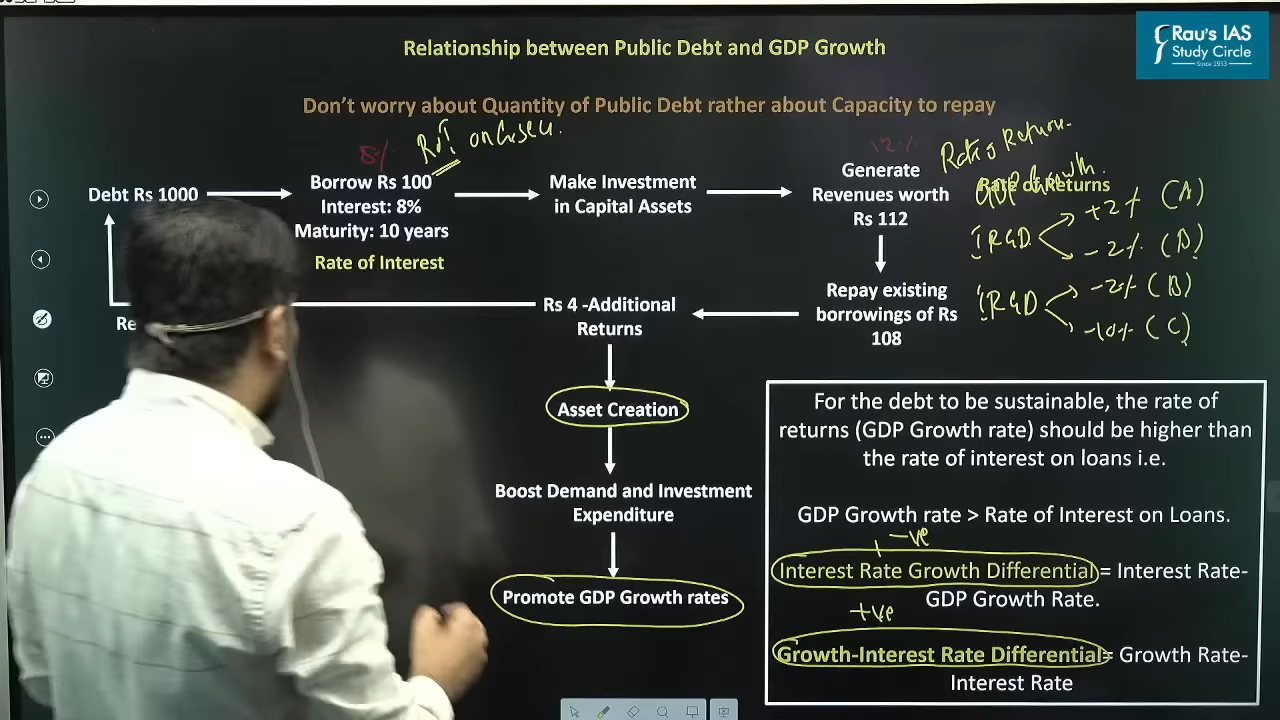 Rau's IAS
Study Circle
Since 1953
Relationship between Public Debt and GDP Growth
Don't worry about Quantity of Public Debt rather about Capacity to repay
8%
RoI
12%
Rate of Return
GDP Growth
Debt Rs 1000
Borrow Rs 100
Interest: 8%
Maturity: 10 years
Rate of Interest
Make Investment
in Capital Assets
Generate
Revenues worth
Rs 112
Rate of Returns
IRGD
+2% (A)
-2% (B)
IRGD
-2% (B)
-10% (C)
Repay existing
borrowings of Rs
108
Rs 4 -Additional
Returns
Re
Asset Creation
Boost Demand and Investment
Expenditure
Promote GDP Growth rates
For the debt to be sustainable, the rate of
returns (GDP Growth rate) should be higher than
the rate of interest on loans i.e.
GDP Growth rate > Rate of Interest on Loans.
+ -ve
Interest Rate Growth Differential= Interest Rate-
GDP Growth Rate.
+ve
Growth-Interest Rate Differential= Growth Rate-
Interest Rate